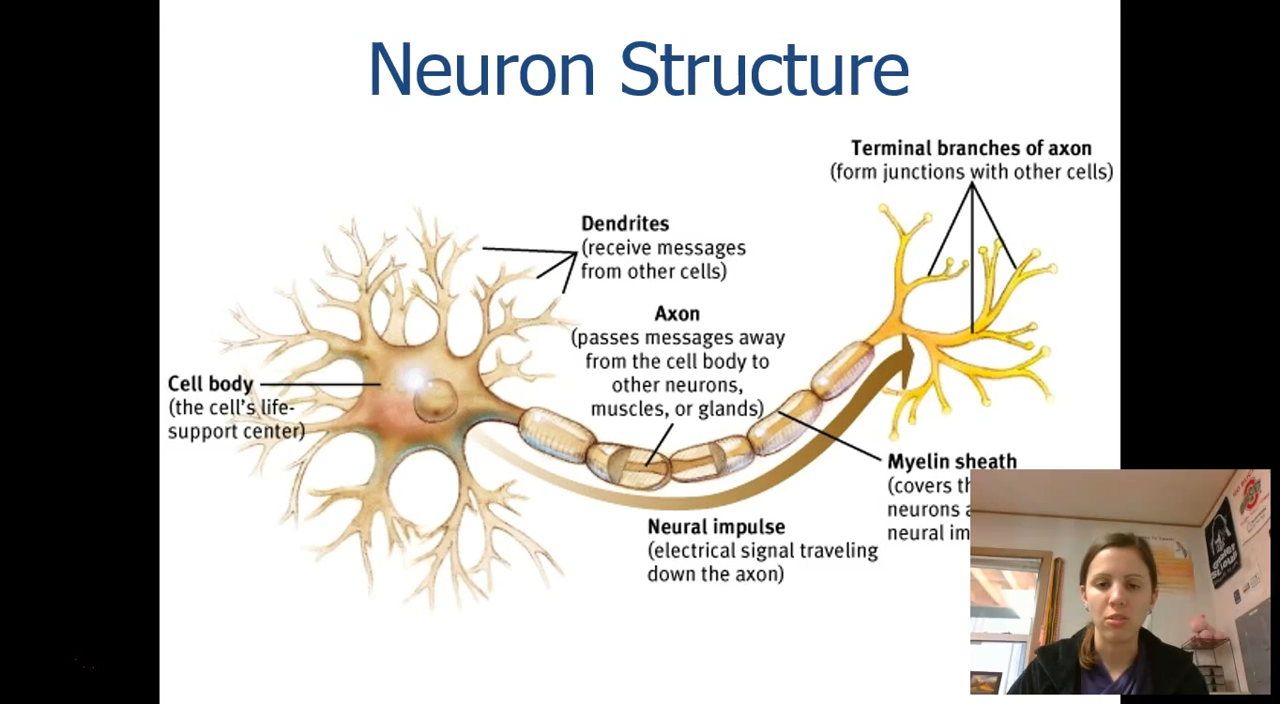 Neuron Structure
Terminal branches of axon
(form junctions with other cells)
Dendrites
(receive messages
from other cells)
Axon
(passes messages away
from the cell body to
other neurons,
muscles, or glands)
Cell body
(the cell's life-
support center)
Myelin sheath
(covers
neurons
neural
Neural impulse
(electrical signal traveling
down the axon)